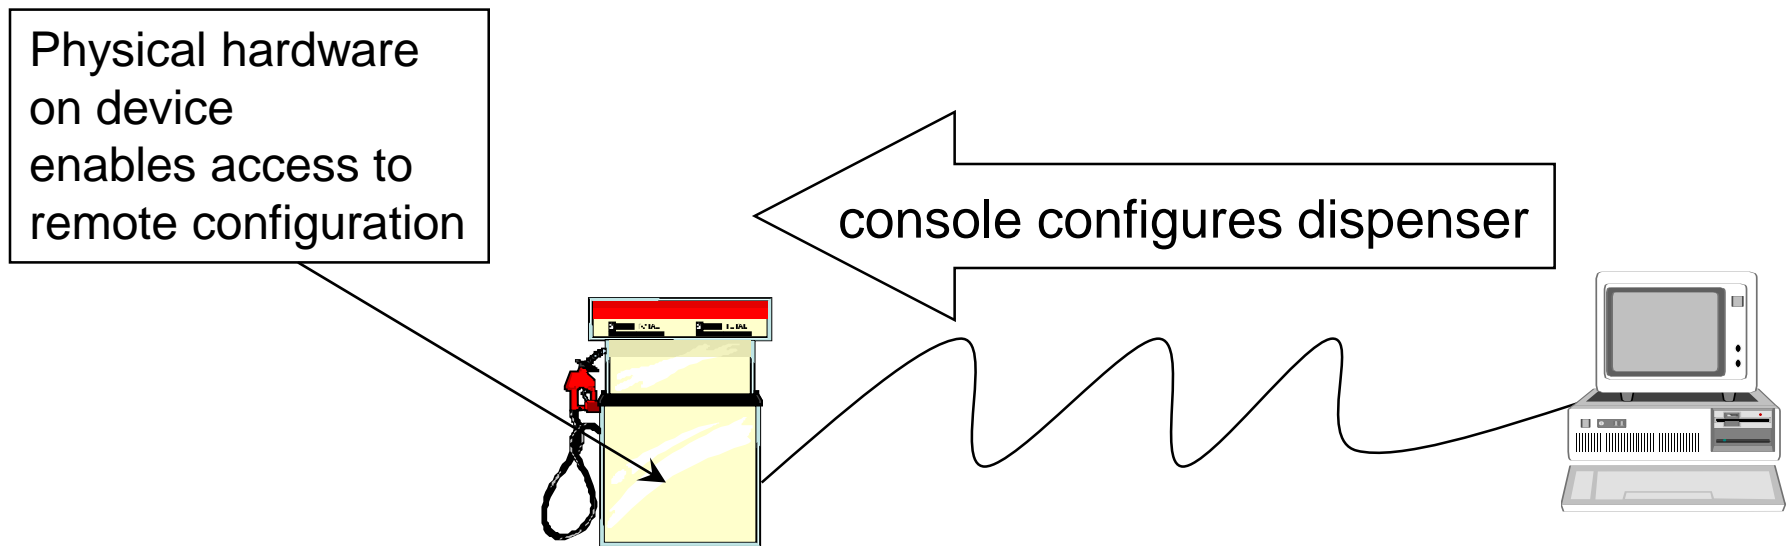 Physical hardware
on device
enables access to
remote configuration
console configures dispenser